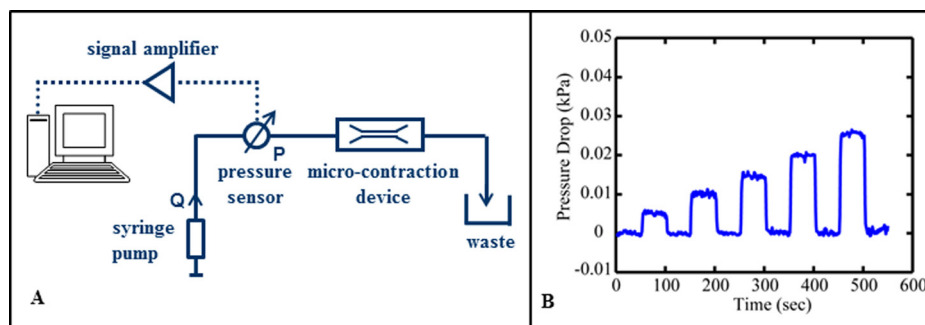 signal amplifier
P
pressure
sensor
micro-contraction
device
Q
syringe
pump
waste
A
0.05
0.04
0.03
0.02
0.01
0
-0.01
Pressure Drop (kPa)
0 100 200 300 400 500 600
Time (sec)
B